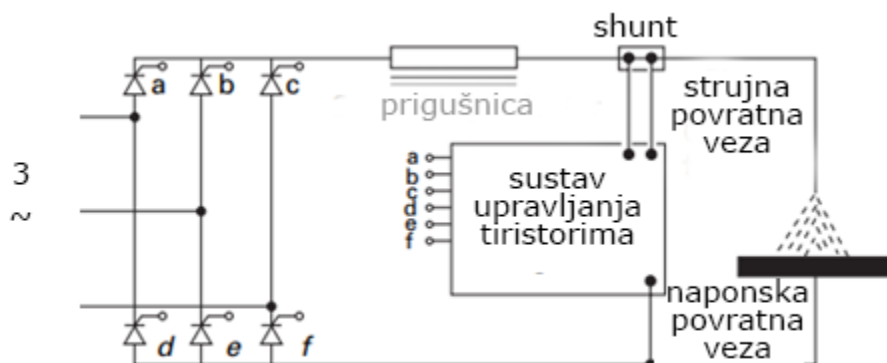 shunt
a b c
prigušnica
strujna
povratna
veza
3
~
a
b
c
d
e
f
sustav
upravljanja
tiristorima
naponska
povratna
veza
d e f